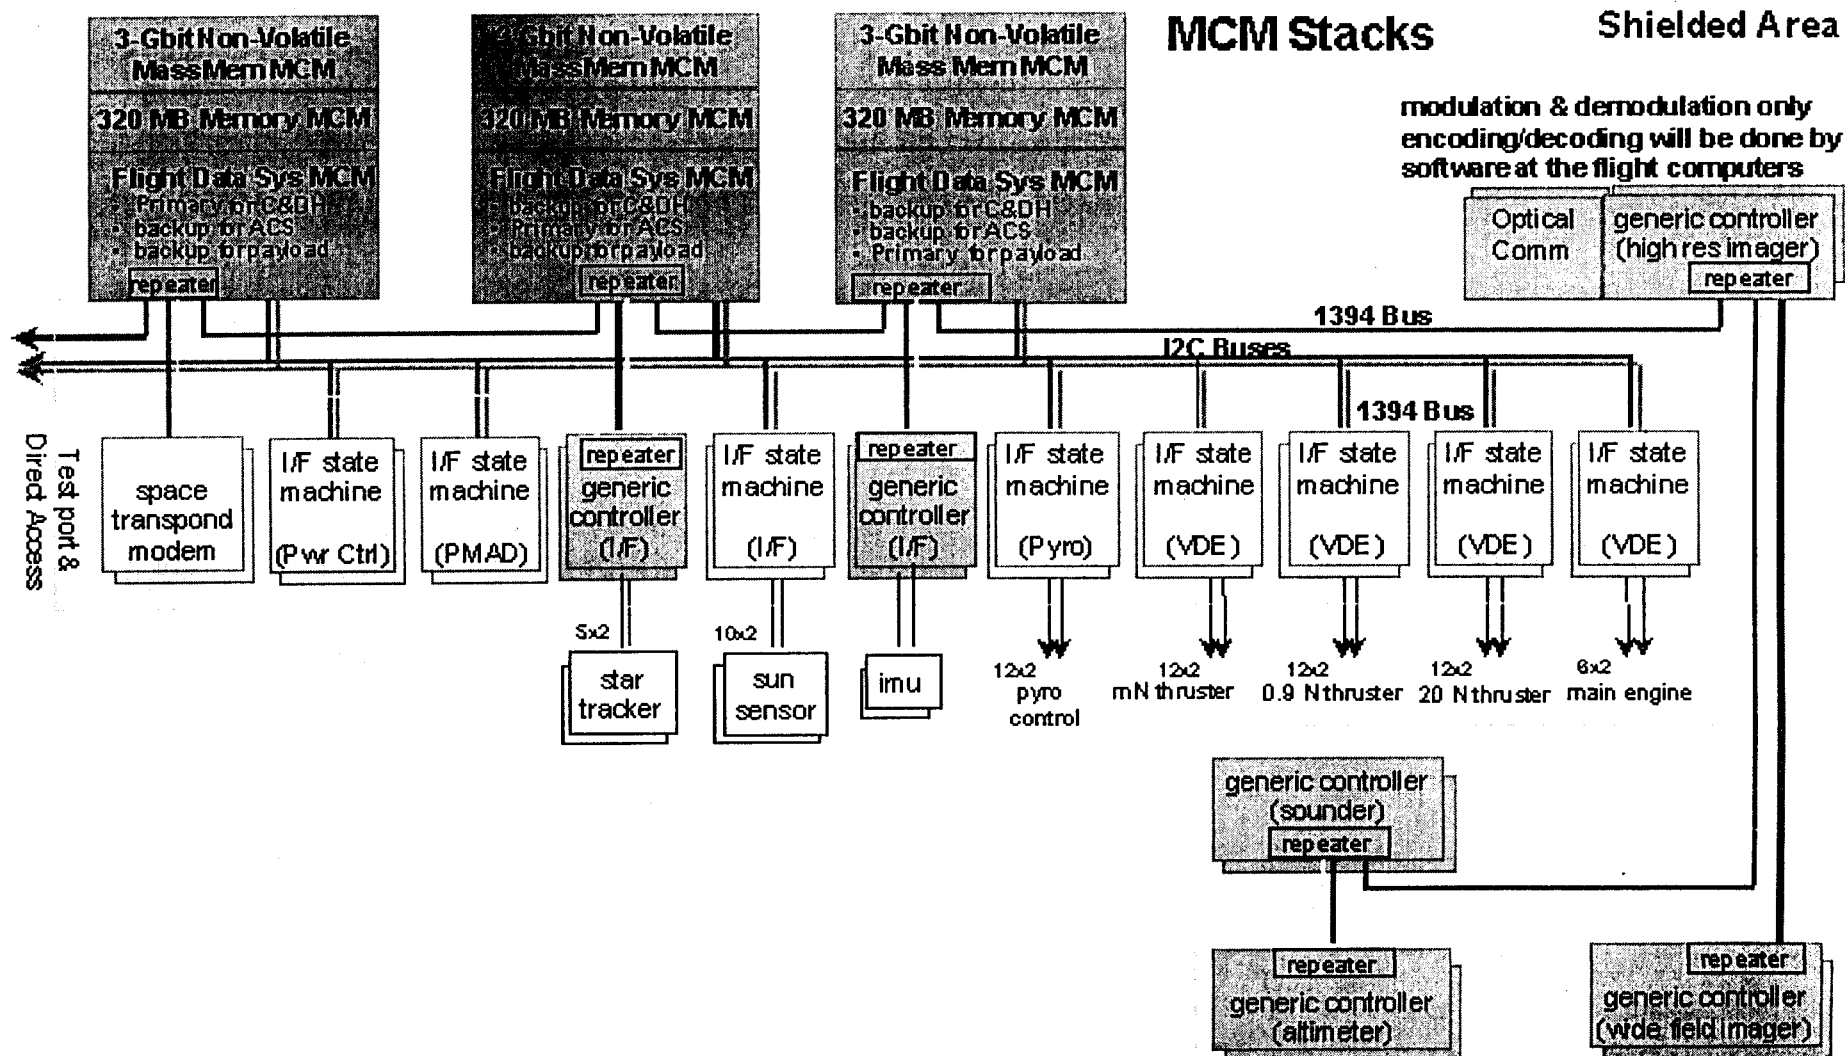 MCM Stacks
Shielded Area
3-Gbit Non-Volatile
Mass Mem MCM
320 MB Memory MCM
Flight Data Sys MCM
• Primary for C&DH
• backup for ACS
• backup for payload
repeater
3-Gbit Non-Volatile
Mass Mem MCM
320 MB Memory MCM
Flight Data Sys MCM
• backup for C&DH
• Primary for ACS
• backup for payload
repeater
3-Gbit Non-Volatile
Mass Mem MCM
320 MB Memory MCM
Flight Data Sys MCM
• backup for C&DH
• backup for ACS
• Primary for payload
repeater
modulation & demodulation only
encoding/decoding will be done by
software at the flight computers
Optical
Comm
generic controller
(high res imager)
repeater
1394 Bus
I2C Buses
1394 Bus
Test port &
Direct Access
space
transpond
modem
I/F state
machine
(Pwr Ctrl)
I/F state
machine
(PMAD)
repeater
generic
controller
(I/F)
I/F state
machine
(I/F)
repeater
generic
controller
(I/F)
I/F state
machine
(Pyro)
I/F state
machine
(VDE)
I/F state
machine
(VDE)
I/F state
machine
(VDE)
I/F state
machine
(VDE)
5x2
star
tracker
10x2
sun
sensor
imu
12x2
pyro
control
12x2
mN thruster
12x2
0.9 N thruster
12x2
20 N thruster
6x2
main engine
generic controller
(sounder)
repeater
repeater
generic controller
(altimeter)
repeater
generic controller
(wide field imager)